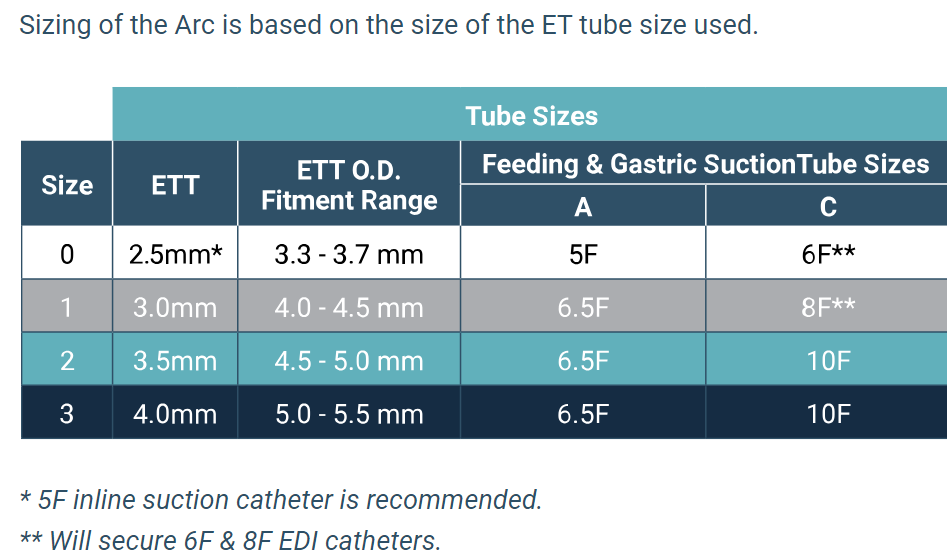 Sizing of the Arc is based on the size of the ET tube size used.
Tube Sizes
Size ETT ETT O.D. Fitment Range Feeding & Gastric SuctionTube Sizes
A C
0 2.5mm* 3.3 - 3.7 mm 5F 6F**
1 3.0mm 4.0 - 4.5 mm 6.5F 8F**
2 3.5mm 4.5 - 5.0 mm 6.5F 10F
3 4.0mm 5.0 - 5.5 mm 6.5F 10F
* 5F inline suction catheter is recommended.
** Will secure 6F & 8F EDI catheters.